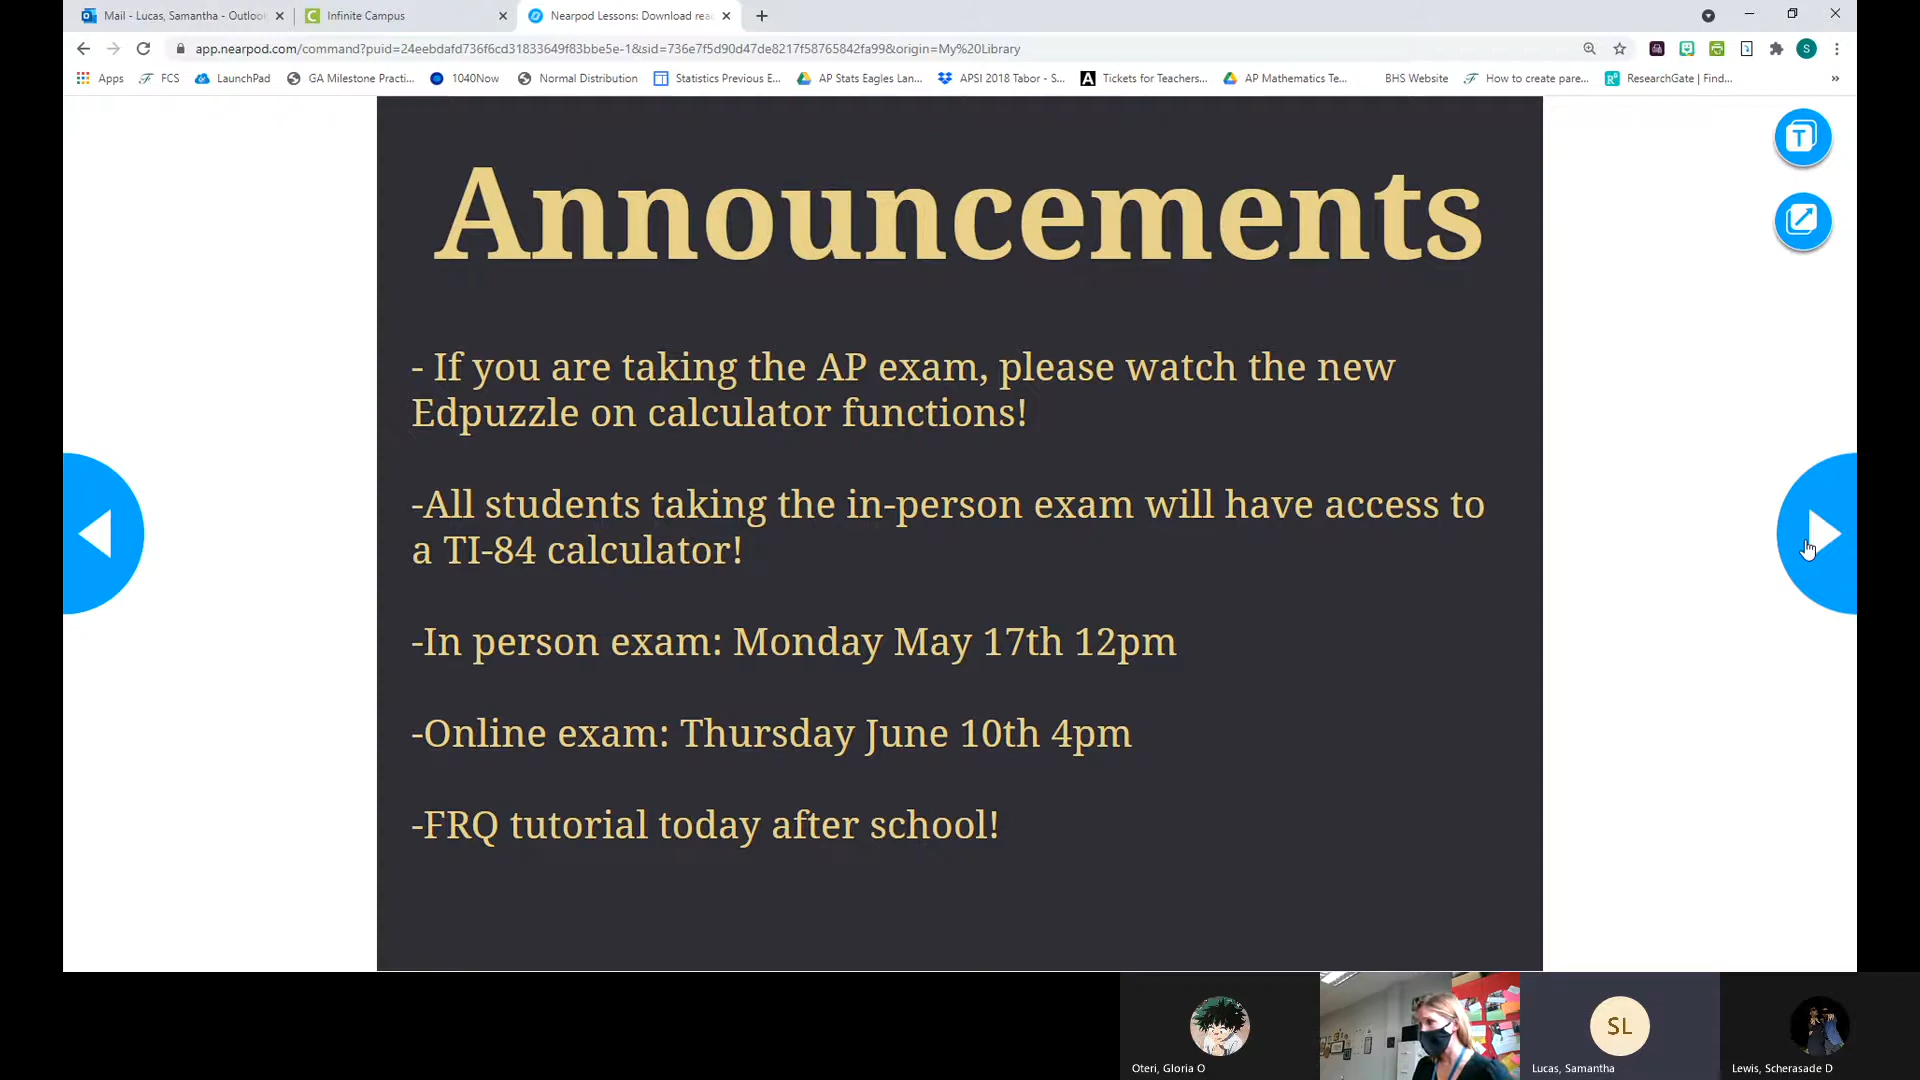 Mail - Lucas, Samantha - Outloo
Infinite Campus
Nearpod Lessons: Download rea
app.nearpod.com/command?puid=24eebdafd736f6cd31833649f83bbe5e-1&sid=736e7f5d90d47de8217f58765842fa99&origin=My%20Library
S
Apps
FCS
LaunchPad
GA Milestone Practi...
1040Now
Normal Distribution
Statistics Previous E...
AP Stats Eagles Lan...
APSI 2018 Tabor - S...
A
Tickets for Teachers...
AP Mathematics Te...
BHS Website
How to create pare...
ResearchGate | Find...
T
Announcements
- If you are taking the AP exam, please watch the new
Edpuzzle on calculator functions!
-All students taking the in-person exam will have access to
a TI-84 calculator!
-In person exam: Monday May 17th 12pm
-Online exam: Thursday June 10th 4pm
-FRQ tutorial today after school!
SL
Oteri, Gloria O
Lucas, Samantha
Lewis, Scherasade D